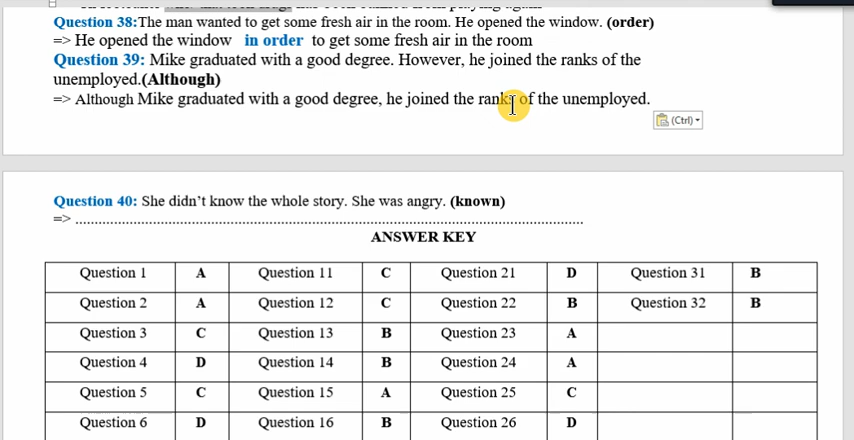 Question 38:The man wanted to get some fresh air in the room. He opened the window. (order)
=> He opened the window in order to get some fresh air in the room
Question 39: Mike graduated with a good degree. However, he joined the ranks of the
unemployed.(Although)
=> Although Mike graduated with a good degree, he joined the ranks of the unemployed.
(Ctrl)
Question 40: She didn't know the whole story. She was angry. (known)
=> ................................................................................
ANSWER KEY
Question 1 A Question 11 C Question 21 D Question 31 B
Question 2 A Question 12 C Question 22 B Question 32 B
Question 3 C Question 13 B Question 23 A
Question 4 D Question 14 B Question 24 A
Question 5 C Question 15 A Question 25 C
Question 6 D Question 16 B Question 26 D